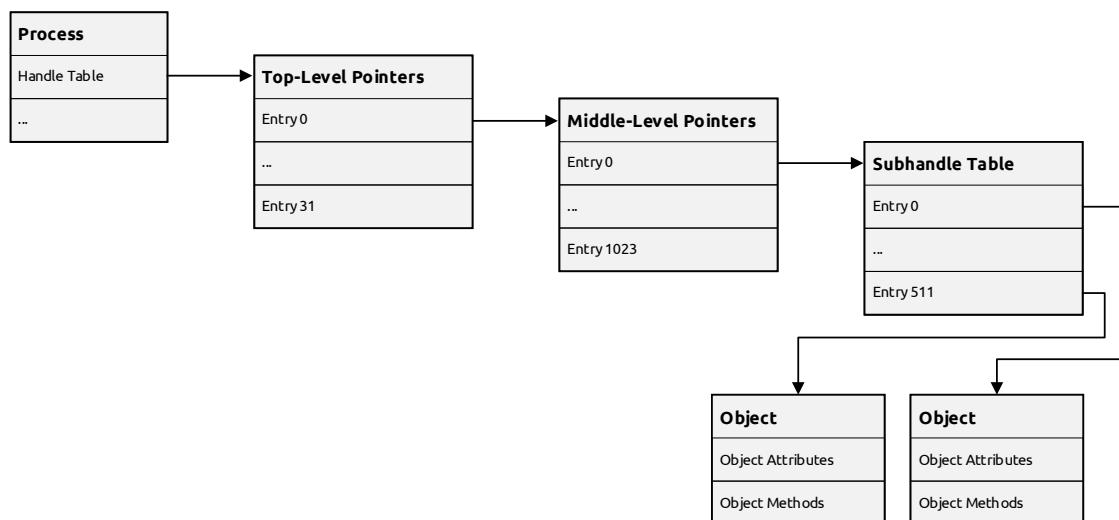 Process
Handle Table
...
Top-Level Pointers
Entry 0
...
Entry 31
Middle-Level Pointers
Entry 0
...
Entry 1023
Subhandle Table
Entry 0
...
Entry 511
Object
Object Attributes
Object Methods
Object
Object Attributes
Object Methods